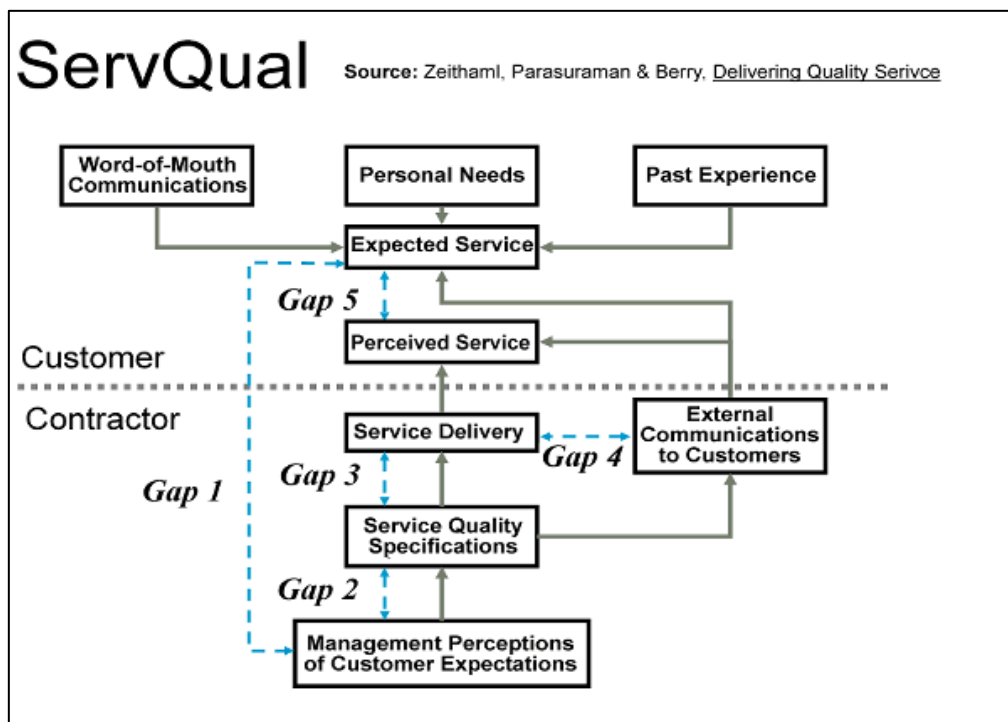 ServQual
Source: Zeithaml, Parasuraman & Berry, Delivering Quality Serivce
Word-of-Mouth
Communications
Personal Needs
Past Experience
Expected Service
Gap 5
Perceived Service
Customer
Contractor
Service Delivery
Gap 4
External
Communications
to Customers
Gap 3
Gap 1
Service Quality
Specifications
Gap 2
Management Perceptions
of Customer Expectations